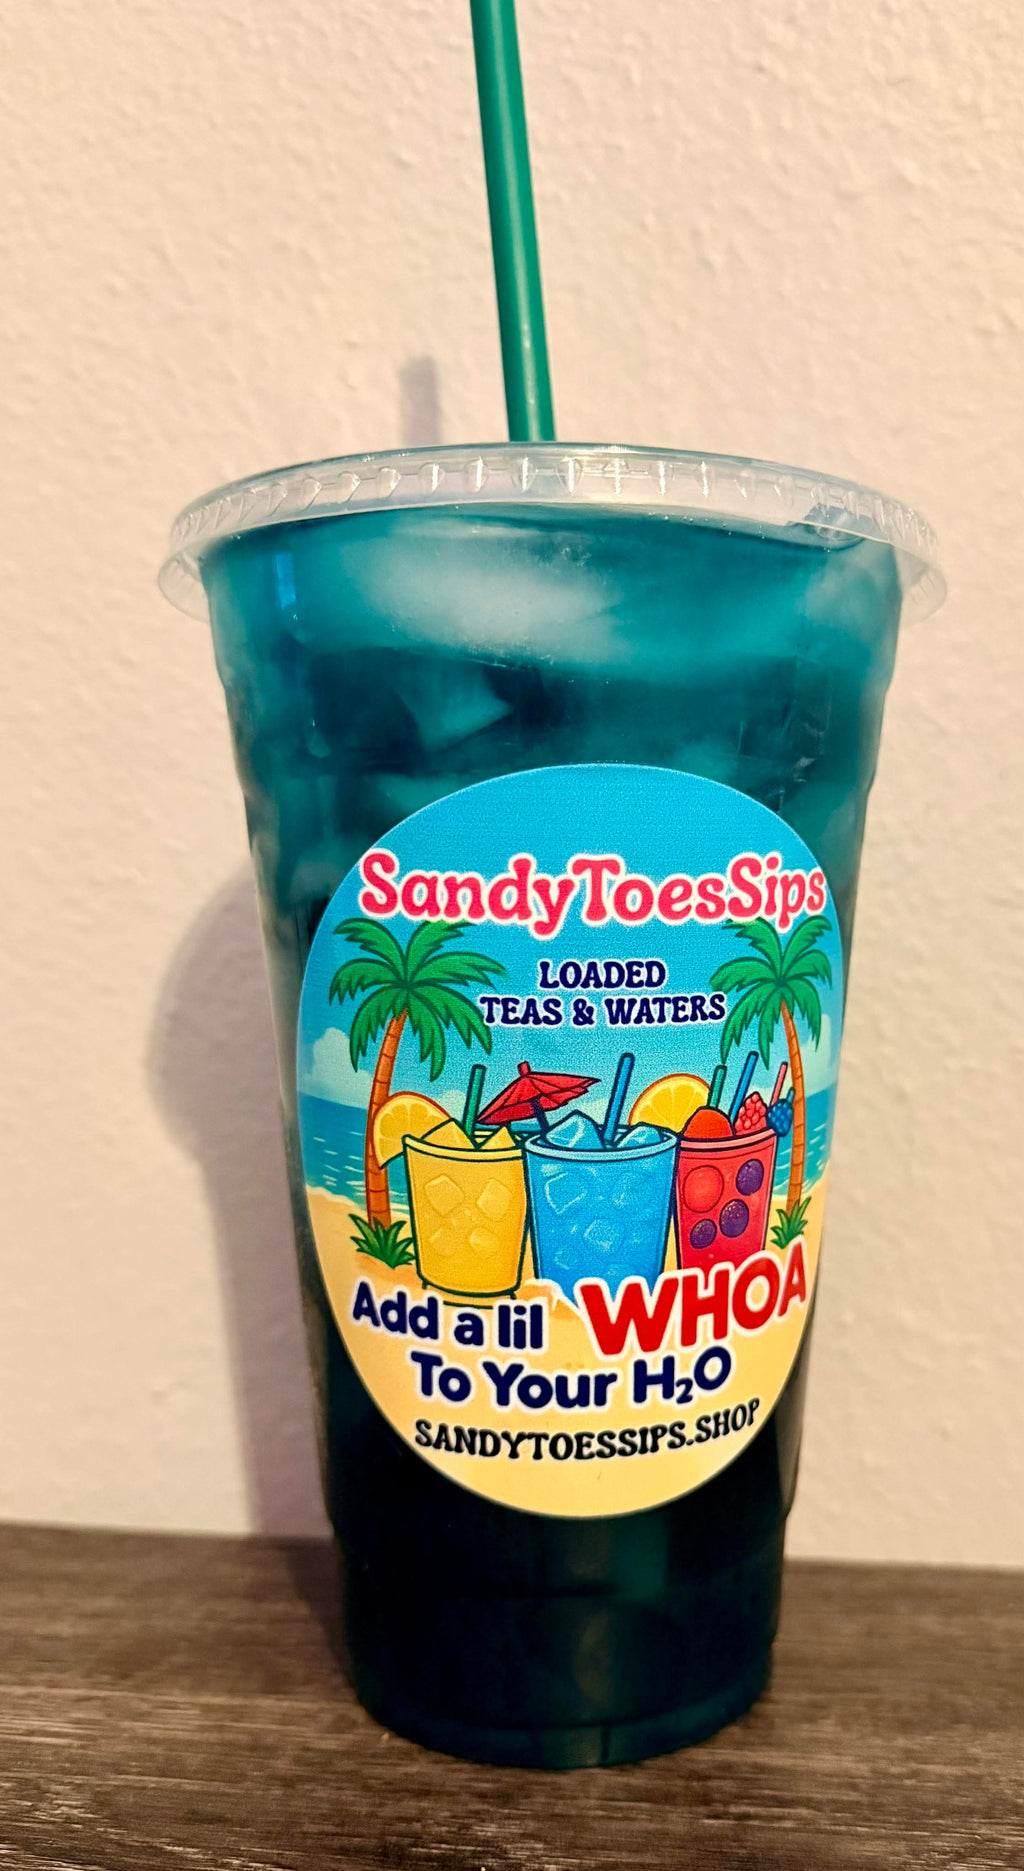 SandyToesSips
LOADED
TEAS & WATERS
Add a lil WHOA
To Your H₂O
SANDYTOESSIPS.SHOP